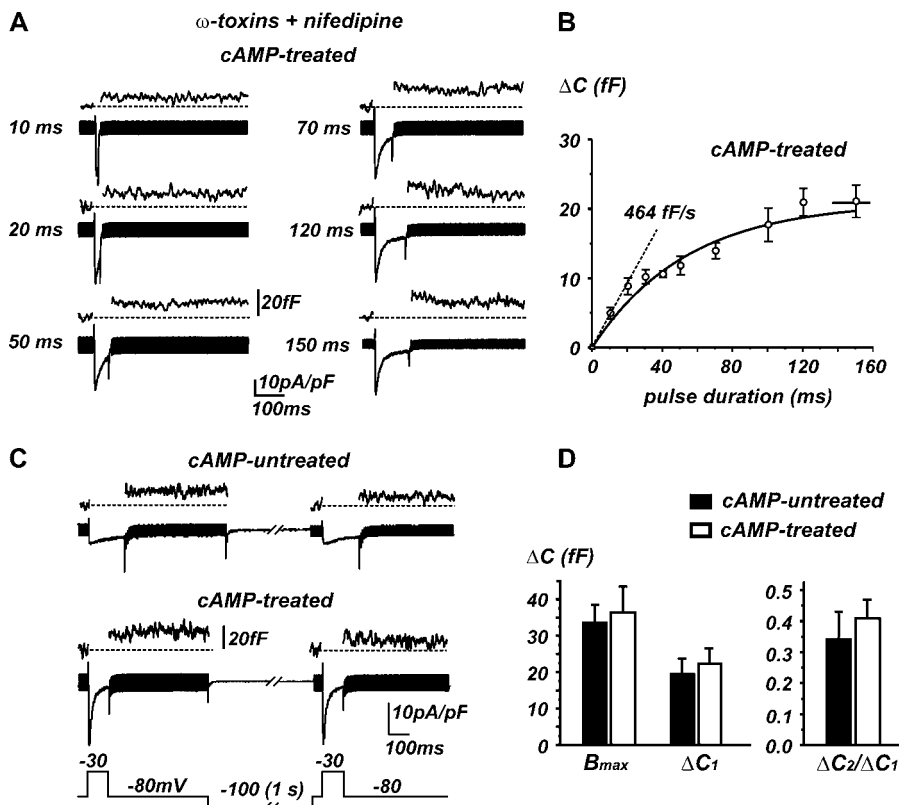 A
ω-toxins + nifedipine
cAMP-treated
10 ms
70 ms
20 ms
120 ms
20fF
50 ms
150 ms
10pA/pF
100ms
B
ΔC (fF)
cAMP-treated
464 fF/s
30
20
10
0
0 40 80 120 160
pulse duration (ms)
C
cAMP-untreated
cAMP-treated
20fF
10pA/pF
100ms
-30
-80mV
-100 (1 s)
-30
-80
D
cAMP-untreated
cAMP-treated
ΔC (fF)
40
30
20
10
0
Bmax ΔC1
0.5
0.4
0.3
0.2
0.1
0.0
ΔC2/ΔC1